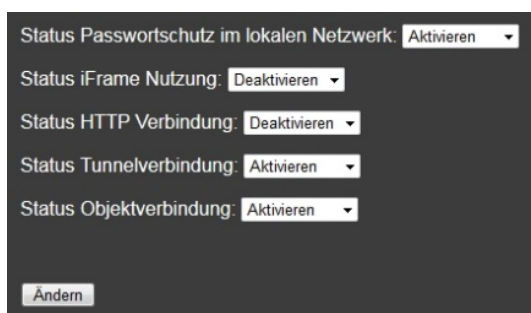 Status Passwortschutz im lokalen Netzwerk: Aktivieren
Status iFrame Nutzung: Deaktivieren
Status HTTP Verbindung: Deaktivieren
Status Tunnelverbindung: Aktivieren
Status Objektverbindung: Aktivieren
Ändern